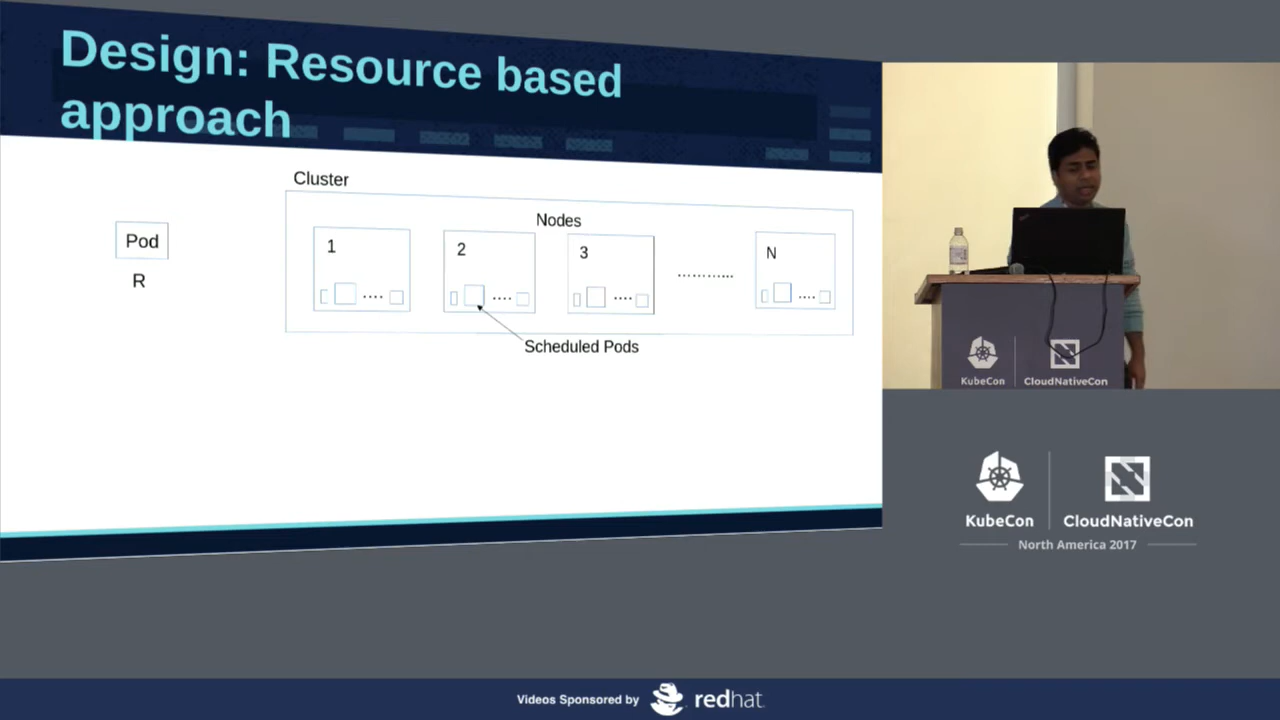 Design: Resource based
approach
Cluster
Nodes
Pod
R
1
2
3
...........
N
....
....
....
....
Scheduled Pods
KubeCon
CloudNativeCon
KubeCon
CloudNativeCon
North America 2017
Videos Sponsored by
redhat